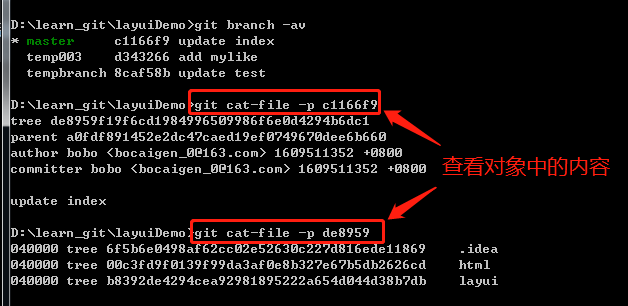 D:\learn_git\layuiDemo>git branch -av
* master c1166f9 update index
temp003 d343266 add mylike
tempbranch 8caf58b update test
D:\learn_git\layuiDemo>git cat-file -p c1166f9
tree de8959f19f6cd1984996509986f6e0d4294b6dc1
parent a0fdf891452e2dc47caed19ef0749670dee6b660
author bobo <bocaigen_0@163.com> 1609511352 +0800
committer bobo <bocaigen_0@163.com> 1609511352 +0800
查看对象中的内容
update index
D:\learn_git\layuiDemo>git cat-file -p de8959
040000 tree 6f5b6e0498af62cc02e52630c227d816ede11869 .idea
040000 tree 00c3fd9f0139f99da3af0e8b327e67b5db2626cd html
040000 tree b8392de4294cea92981895222a654d044d38b7db layui